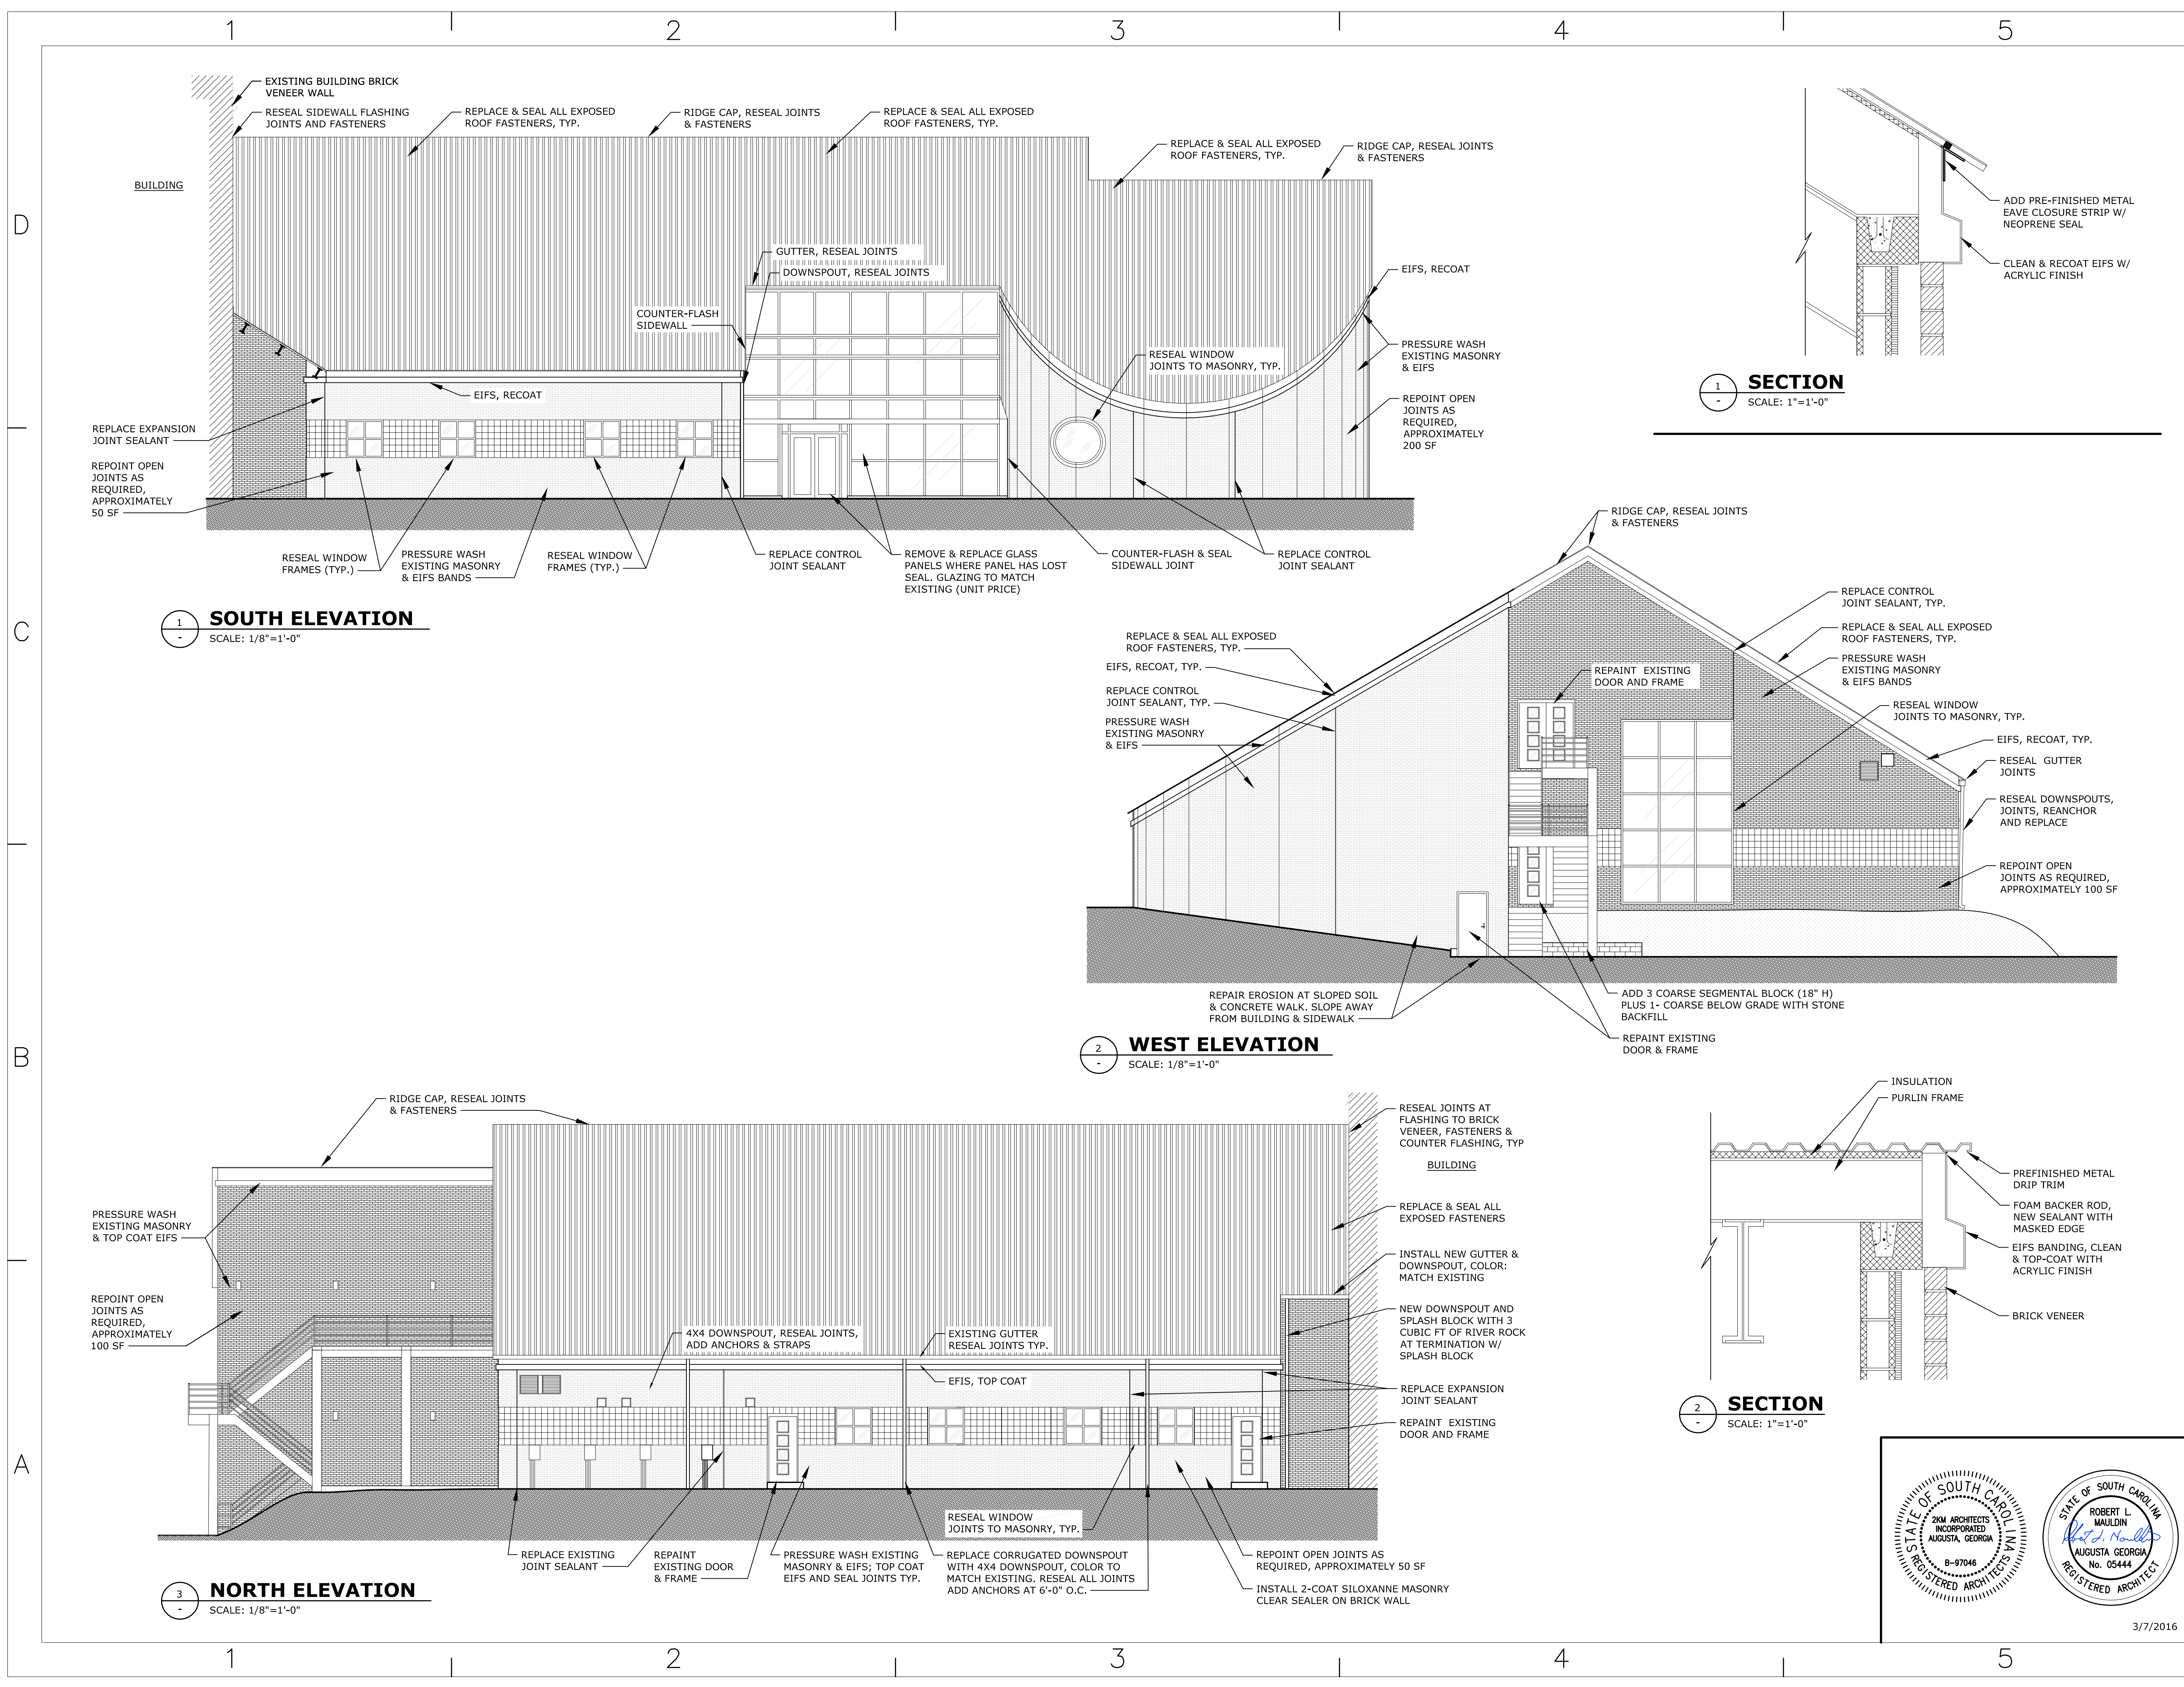 1 2 3 4 5
EXISTING BUILDING BRICK
VENEER WALL
RESEAL SIDEWALL FLASHING
JOINTS AND FASTENERS
REPLACE & SEAL ALL EXPOSED
ROOF FASTENERS, TYP.
RIDGE CAP, RESEAL JOINTS
& FASTENERS
REPLACE & SEAL ALL EXPOSED
ROOF FASTENERS, TYP.
REPLACE & SEAL ALL EXPOSED
ROOF FASTENERS, TYP.
RIDGE CAP, RESEAL JOINTS
& FASTENERS
BUILDING
D
GUTTER, RESEAL JOINTS
DOWNSPOUT, RESEAL JOINTS
COUNTER-FLASH
SIDEWALL
EIFS, RECOAT
RESEAL WINDOW
JOINTS TO MASONRY, TYP.
PRESSURE WASH
EXISTING MASONRY
& EIFS
EIFS, RECOAT
REPOINT OPEN
JOINTS AS
REQUIRED,
APPROXIMATELY
200 SF
REPLACE EXPANSION
JOINT SEALANT
REPOINT OPEN
JOINTS AS
REQUIRED,
APPROXIMATELY
50 SF
RESEAL WINDOW
FRAMES (TYP.)
PRESSURE WASH
EXISTING MASONRY
& EIFS BANDS
RESEAL WINDOW
FRAMES (TYP.)
REPLACE CONTROL
JOINT SEALANT
REMOVE & REPLACE GLASS
PANELS WHERE PANEL HAS LOST
SEAL. GLAZING TO MATCH
EXISTING (UNIT PRICE)
COUNTER-FLASH & SEAL
SIDEWALL JOINT
REPLACE CONTROL
JOINT SEALANT
1
-
SOUTH ELEVATION
SCALE: 1/8"=1'-0"
ADD PRE-FINISHED METAL
EAVE CLOSURE STRIP W/
NEOPRENE SEAL
CLEAN & RECOAT EIFS W/
ACRYLIC FINISH
1
-
SECTION
SCALE: 1"=1'-0"
C
RIDGE CAP, RESEAL JOINTS
& FASTENERS
REPLACE & SEAL ALL EXPOSED
ROOF FASTENERS, TYP.
EIFS, RECOAT, TYP.
REPLACE CONTROL
JOINT SEALANT, TYP.
PRESSURE WASH
EXISTING MASONRY
& EIFS
REPAINT EXISTING
DOOR AND FRAME
REPLACE CONTROL
JOINT SEALANT, TYP.
REPLACE & SEAL ALL EXPOSED
ROOF FASTENERS, TYP.
PRESSURE WASH
EXISTING MASONRY
& EIFS BANDS
RESEAL WINDOW
JOINTS TO MASONRY, TYP.
EIFS, RECOAT, TYP.
RESEAL GUTTER
JOINTS
RESEAL DOWNSPOUTS,
JOINTS, REANCHOR
AND REPLACE
REPOINT OPEN
JOINTS AS REQUIRED,
APPROXIMATELY 100 SF
REPAIR EROSION AT SLOPED SOIL
& CONCRETE WALK. SLOPE AWAY
FROM BUILDING & SIDEWALK
ADD 3 COARSE SEGMENTAL BLOCK (18" H)
PLUS 1- COARSE BELOW GRADE WITH STONE
BACKFILL
REPAINT EXISTING
DOOR & FRAME
2
-
WEST ELEVATION
SCALE: 1/8"=1'-0"
B
RIDGE CAP, RESEAL JOINTS
& FASTENERS
PRESSURE WASH
EXISTING MASONRY
& TOP COAT EIFS
REPOINT OPEN
JOINTS AS
REQUIRED,
APPROXIMATELY
100 SF
4X4 DOWNSPOUT, RESEAL JOINTS,
ADD ANCHORS & STRAPS
EXISTING GUTTER
RESEAL JOINTS TYP.
EFIS, TOP COAT
RESEAL JOINTS AT
FLASHING TO BRICK
VENEER, FASTENERS &
COUNTER FLASHING, TYP
BUILDING
REPLACE & SEAL ALL
EXPOSED FASTENERS
INSTALL NEW GUTTER &
DOWNSPOUT, COLOR:
MATCH EXISTING
NEW DOWNSPOUT AND
SPLASH BLOCK WITH 3
CUBIC FT OF RIVER ROCK
AT TERMINATION W/
SPLASH BLOCK
REPLACE EXPANSION
JOINT SEALANT
REPAINT EXISTING
DOOR AND FRAME
RESEAL WINDOW
JOINTS TO MASONRY, TYP.
REPLACE EXISTING
JOINT SEALANT
REPAINT
EXISTING DOOR
& FRAME
PRESSURE WASH EXISTING
MASONRY & EIFS; TOP COAT
EIFS AND SEAL JOINTS TYP.
REPLACE CORRUGATED DOWNSPOUT
WITH 4X4 DOWNSPOUT, COLOR TO
MATCH EXISTING. RESEAL ALL JOINTS
ADD ANCHORS AT 6'-0" O.C.
REPOINT OPEN JOINTS AS
REQUIRED, APPROXIMATELY 50 SF
INSTALL 2-COAT SILOXANNE MASONRY
CLEAR SEALER ON BRICK WALL
A
3
-
NORTH ELEVATION
SCALE: 1/8"=1'-0"
INSULATION
PURLIN FRAME
PREFINISHED METAL
DRIP TRIM
FOAM BACKER ROD,
NEW SEALANT WITH
MASKED EDGE
EIFS BANDING, CLEAN
& TOP-COAT WITH
ACRYLIC FINISH
BRICK VENEER
2
-
SECTION
SCALE: 1"=1'-0"
STATE OF SOUTH CAROLINA
2KM ARCHITECTS
INCORPORATED
AUGUSTA, GEORGIA
B-97046
REGISTERED ARCHITECTS
STATE OF SOUTH CAROLINA
ROBERT L.
MAULDIN
AUGUSTA GEORGIA
No. 05444
REGISTERED ARCHITECT
3/7/2016
1 2 3 4 5